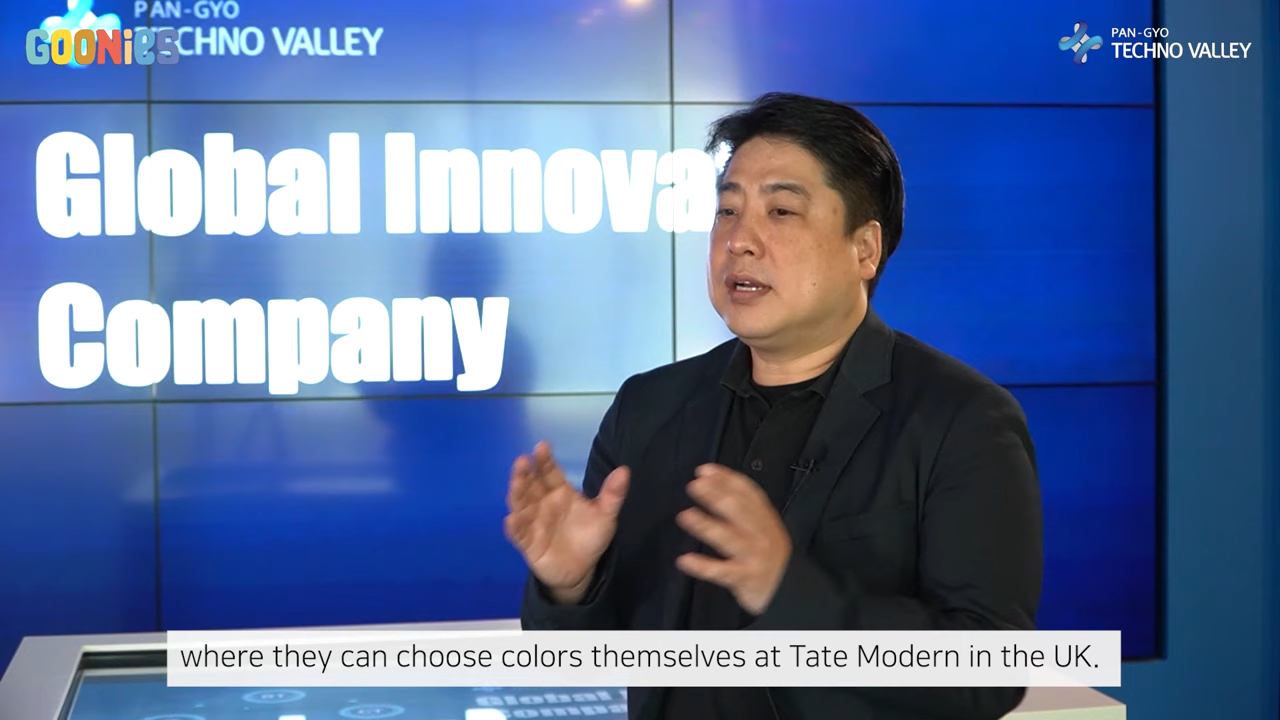 PAN-GYO
TECHNO VALLEY
GOONiES
PAN-GYO
TECHNO VALLEY
Global Innova
Company
where they can choose colors themselves at Tate Modern in the UK.
Global